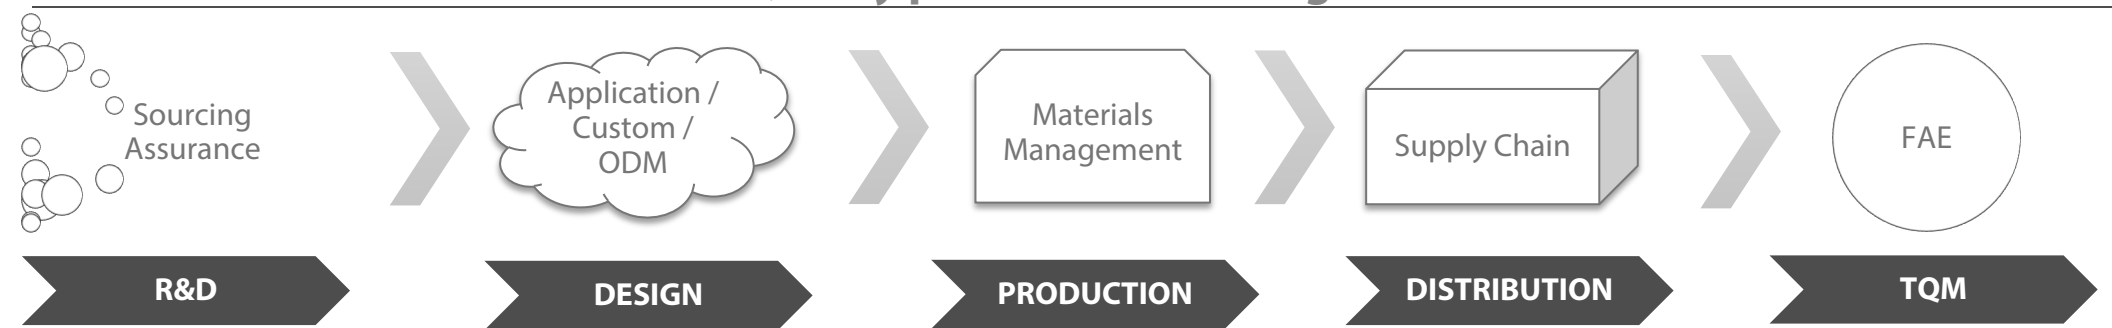 Sourcing
Assurance
Application /
Custom /
ODM
Materials
Management
Supply Chain
FAE
R&D
DESIGN
PRODUCTION
DISTRIBUTION
TQM